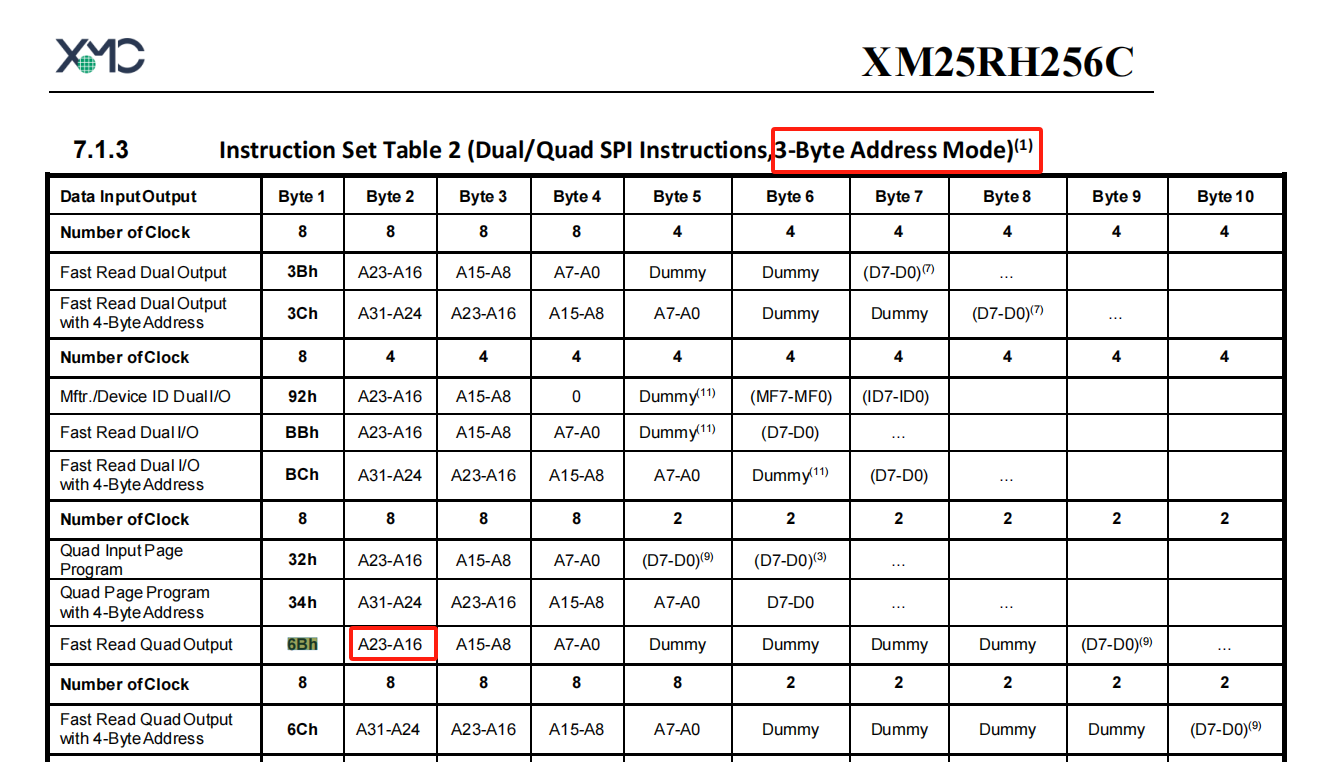 XMC
XM25RH256C
7.1.3 Instruction Set Table 2 (Dual/Quad SPI Instructions,3-Byte Address Mode)(1)
Data Input Output Byte 1 Byte 2 Byte 3 Byte 4 Byte 5 Byte 6 Byte 7 Byte 8 Byte 9 Byte 10
Number of Clock 8 8 8 8 4 4 4 4 4 4
Fast Read Dual Output 3Bh A23-A16 A15-A8 A7-A0 Dummy Dummy (D7-D0)(7) ...
Fast Read Dual Output
with 4-Byte Address 3Ch A31-A24 A23-A16 A15-A8 A7-A0 Dummy Dummy (D7-D0)(7) ...
Number of Clock 8 4 4 4 4 4 4 4 4 4
Mftr./Device ID Dual I/O 92h A23-A16 A15-A8 0 Dummy(11) (MF7-MF0) (ID7-ID0)
Fast Read Dual I/O BBh A23-A16 A15-A8 A7-A0 Dummy(11) (D7-D0) ...
Fast Read Dual I/O
with 4-Byte Address BCh A31-A24 A23-A16 A15-A8 A7-A0 Dummy(11) (D7-D0) ...
Number of Clock 8 8 8 8 2 2 2 2 2 2
Quad Input Page
Program 32h A23-A16 A15-A8 A7-A0 (D7-D0)(9) (D7-D0)(3) ...
Quad Page Program
with 4-Byte Address 34h A31-A24 A23-A16 A15-A8 A7-A0 D7-D0 ... ...
Fast Read Quad Output 6Bh A23-A16 A15-A8 A7-A0 Dummy Dummy Dummy Dummy (D7-D0)(9) ...
Number of Clock 8 8 8 8 8 2 2 2 2 2
Fast Read Quad Output
with 4-Byte Address 6Ch A31-A24 A23-A16 A15-A8 A7-A0 Dummy Dummy Dummy Dummy (D7-D0)(9)